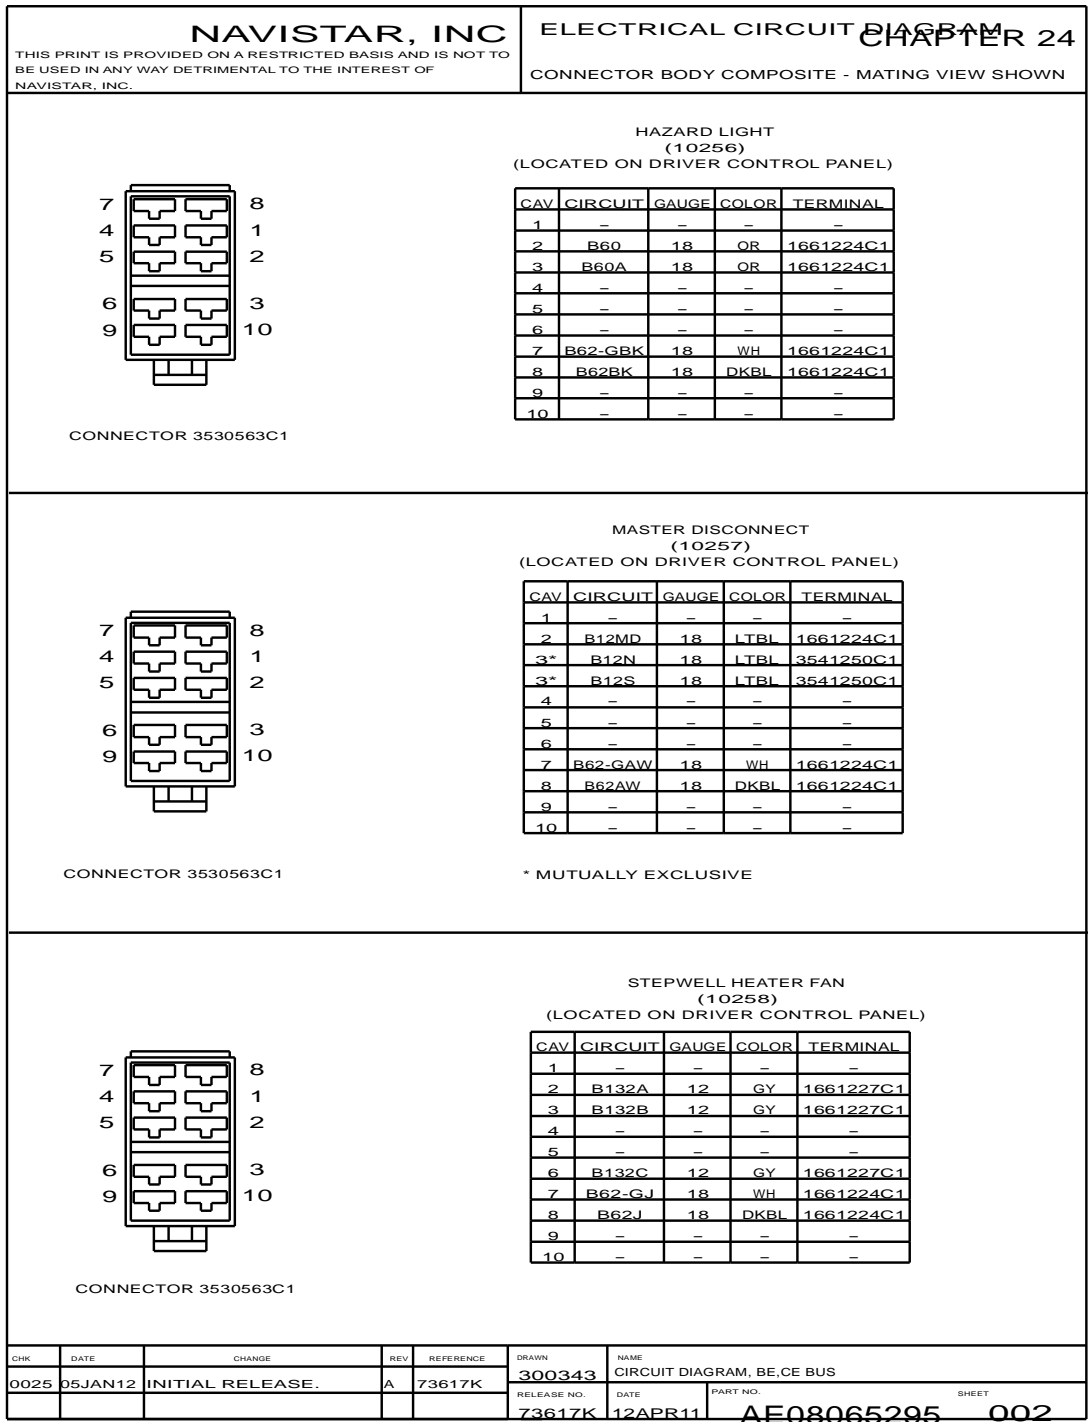 NAVISTAR, INC
THIS PRINT IS PROVIDED ON A RESTRICTED BASIS AND IS NOT TO
BE USED IN ANY WAY DETRIMENTAL TO THE INTEREST OF
NAVISTAR, INC.
ELECTRICAL CIRCUIT DIAGRAM
CHAPTER 24
CONNECTOR BODY COMPOSITE - MATING VIEW SHOWN
HAZARD LIGHT
(10256)
(LOCATED ON DRIVER CONTROL PANEL)
7 8
4 1
5 2
6 3
9 10
CONNECTOR 3530563C1
CAV CIRCUIT GAUGE COLOR TERMINAL
1 – – – –
2 B60 18 OR 1661224C1
3 B60A 18 OR 1661224C1
4 – – – –
5 – – – –
6 – – – –
7 B62-GBK 18 WH 1661224C1
8 B62BK 18 DKBL 1661224C1
9 – – – –
10 – – – –
MASTER DISCONNECT
(10257)
(LOCATED ON DRIVER CONTROL PANEL)
7 8
4 1
5 2
6 3
9 10
CONNECTOR 3530563C1
CAV CIRCUIT GAUGE COLOR TERMINAL
1 – – – –
2 B12MD 18 LTBL 1661224C1
3* B12N 18 LTBL 3541250C1
3* B12S 18 LTBL 3541250C1
4 – – – –
5 – – – –
6 – – – –
7 B62-GAW 18 WH 1661224C1
8 B62AW 18 DKBL 1661224C1
9 – – – –
10 – – – –
* MUTUALLY EXCLUSIVE
STEPWELL HEATER FAN
(10258)
(LOCATED ON DRIVER CONTROL PANEL)
7 8
4 1
5 2
6 3
9 10
CONNECTOR 3530563C1
CAV CIRCUIT GAUGE COLOR TERMINAL
1 – – – –
2 B132A 12 GY 1661227C1
3 B132B 12 GY 1661227C1
4 – – – –
5 – – – –
6 B132C 12 GY 1661227C1
7 B62-GJ 18 WH 1661224C1
8 B62J 18 DKBL 1661224C1
9 – – – –
10 – – – –
CHK DATE CHANGE REV REFERENCE
0025 05JAN12 INITIAL RELEASE. A 73617K
DRAWN
300343
NAME
CIRCUIT DIAGRAM, BE,CE BUS
RELEASE NO.
73617K
DATE
12APR11
PART NO.
AE08065295
SHEET
002